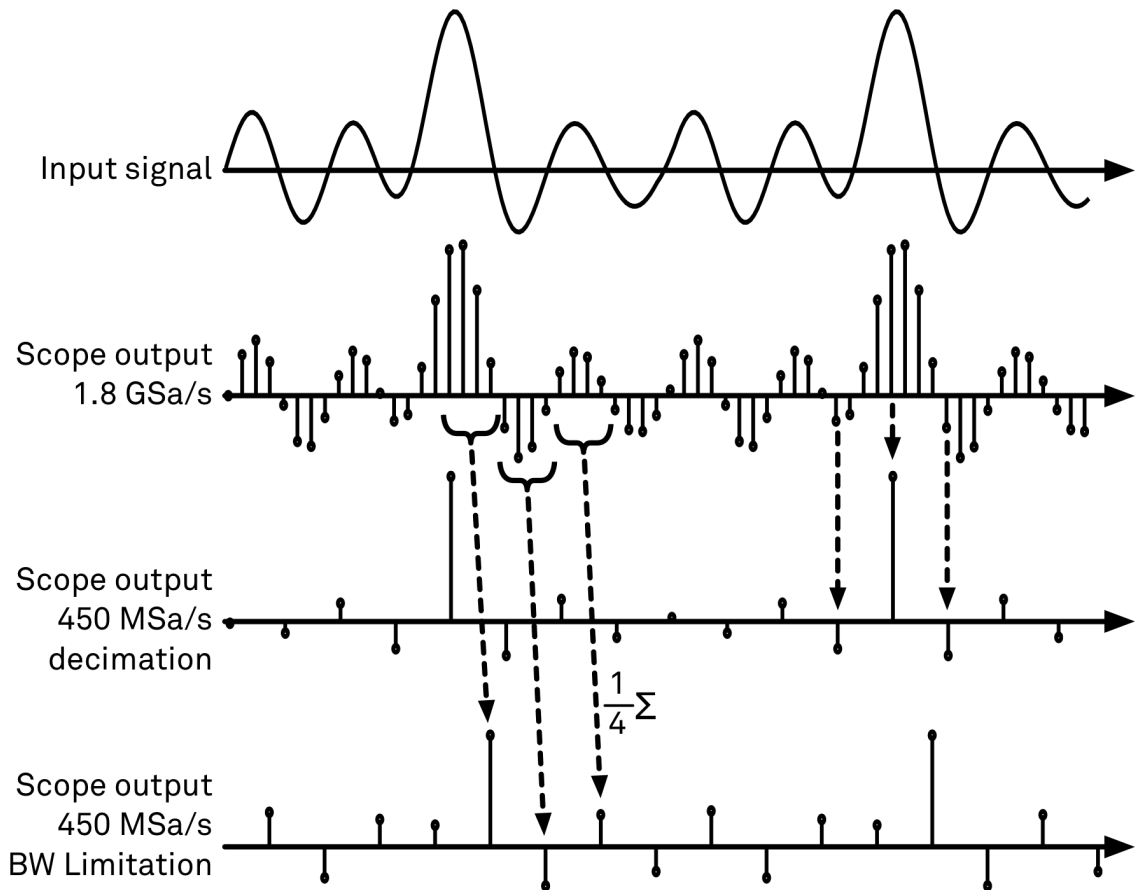 Input signal
Scope output
1.8 GSa/s
Scope output
450 MSa/s
decimation
1
4
Σ
Scope output
450 MSa/s
BW Limitation